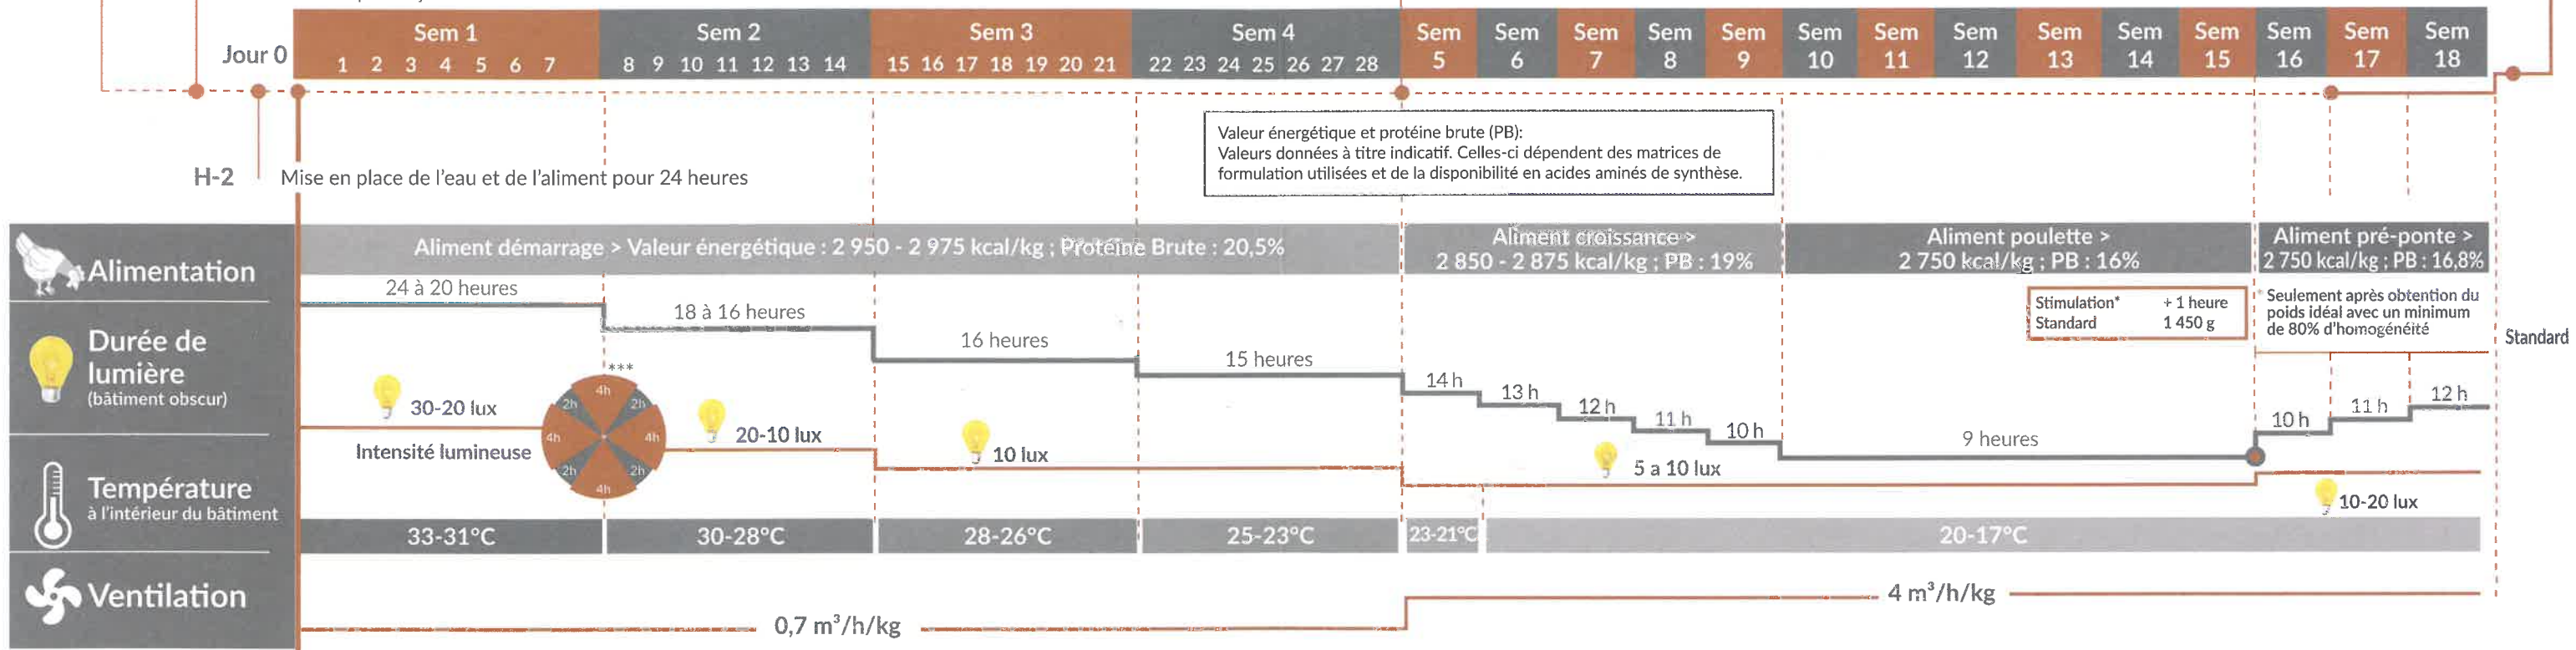 Sem 1
Sem 2
Sem 3
Sem 4
Sem 5
Sem 6
Sem 7
Sem 8
Sem 9
Sem 10
Sem 11
Sem 12
Sem 13
Sem 14
Sem 15
Sem 16
Sem 17
Sem 18
Jour 0
1 2 3 4 5 6 7
8 9 10 11 12 13 14
15 16 17 18 19 20 21
22 23 24 25 26 27 28
Valeur énergétique et protéine brute (PB):
Valeurs données à titre indicatif. Celles-ci dépendent des matrices de
formulation utilisées et de la disponibilité en acides aminés de synthèse.
H-2 Mise en place de l'eau et de l'aliment pour 24 heures
Alimentation
Aliment démarrage > Valeur énergétique : 2 950 - 2 975 kcal/kg ; Protéine Brute : 20,5%
Aliment croissance >
2 850 - 2 875 kcal/kg ; PB : 19%
Aliment poulette >
2 750 kcal/kg ; PB : 16%
Aliment pré-ponte >
2 750 kcal/kg ; PB : 16,8%
Durée de
lumière
(bâtiment obscur)
24 à 20 heures
18 à 16 heures
16 heures
15 heures
14 h
13 h
12 h
11 h
10 h
9 heures
10 h
11 h
12 h
Stimulation* + 1 heure
Standard 1 450 g
* Seulement après obtention du
poids idéal avec un minimum
de 80% d'homogénéité
Standard
***
4h
2h
4h
2h
4h
2h
4h
2h
30-20 lux
Intensité lumineuse
20-10 lux
10 lux
5 a 10 lux
10-20 lux
Température
à l'intérieur du bâtiment
33-31°C
30-28°C
28-26°C
25-23°C
23-21°C
20-17°C
Ventilation
0,7 m³/h/kg
4 m³/h/kg